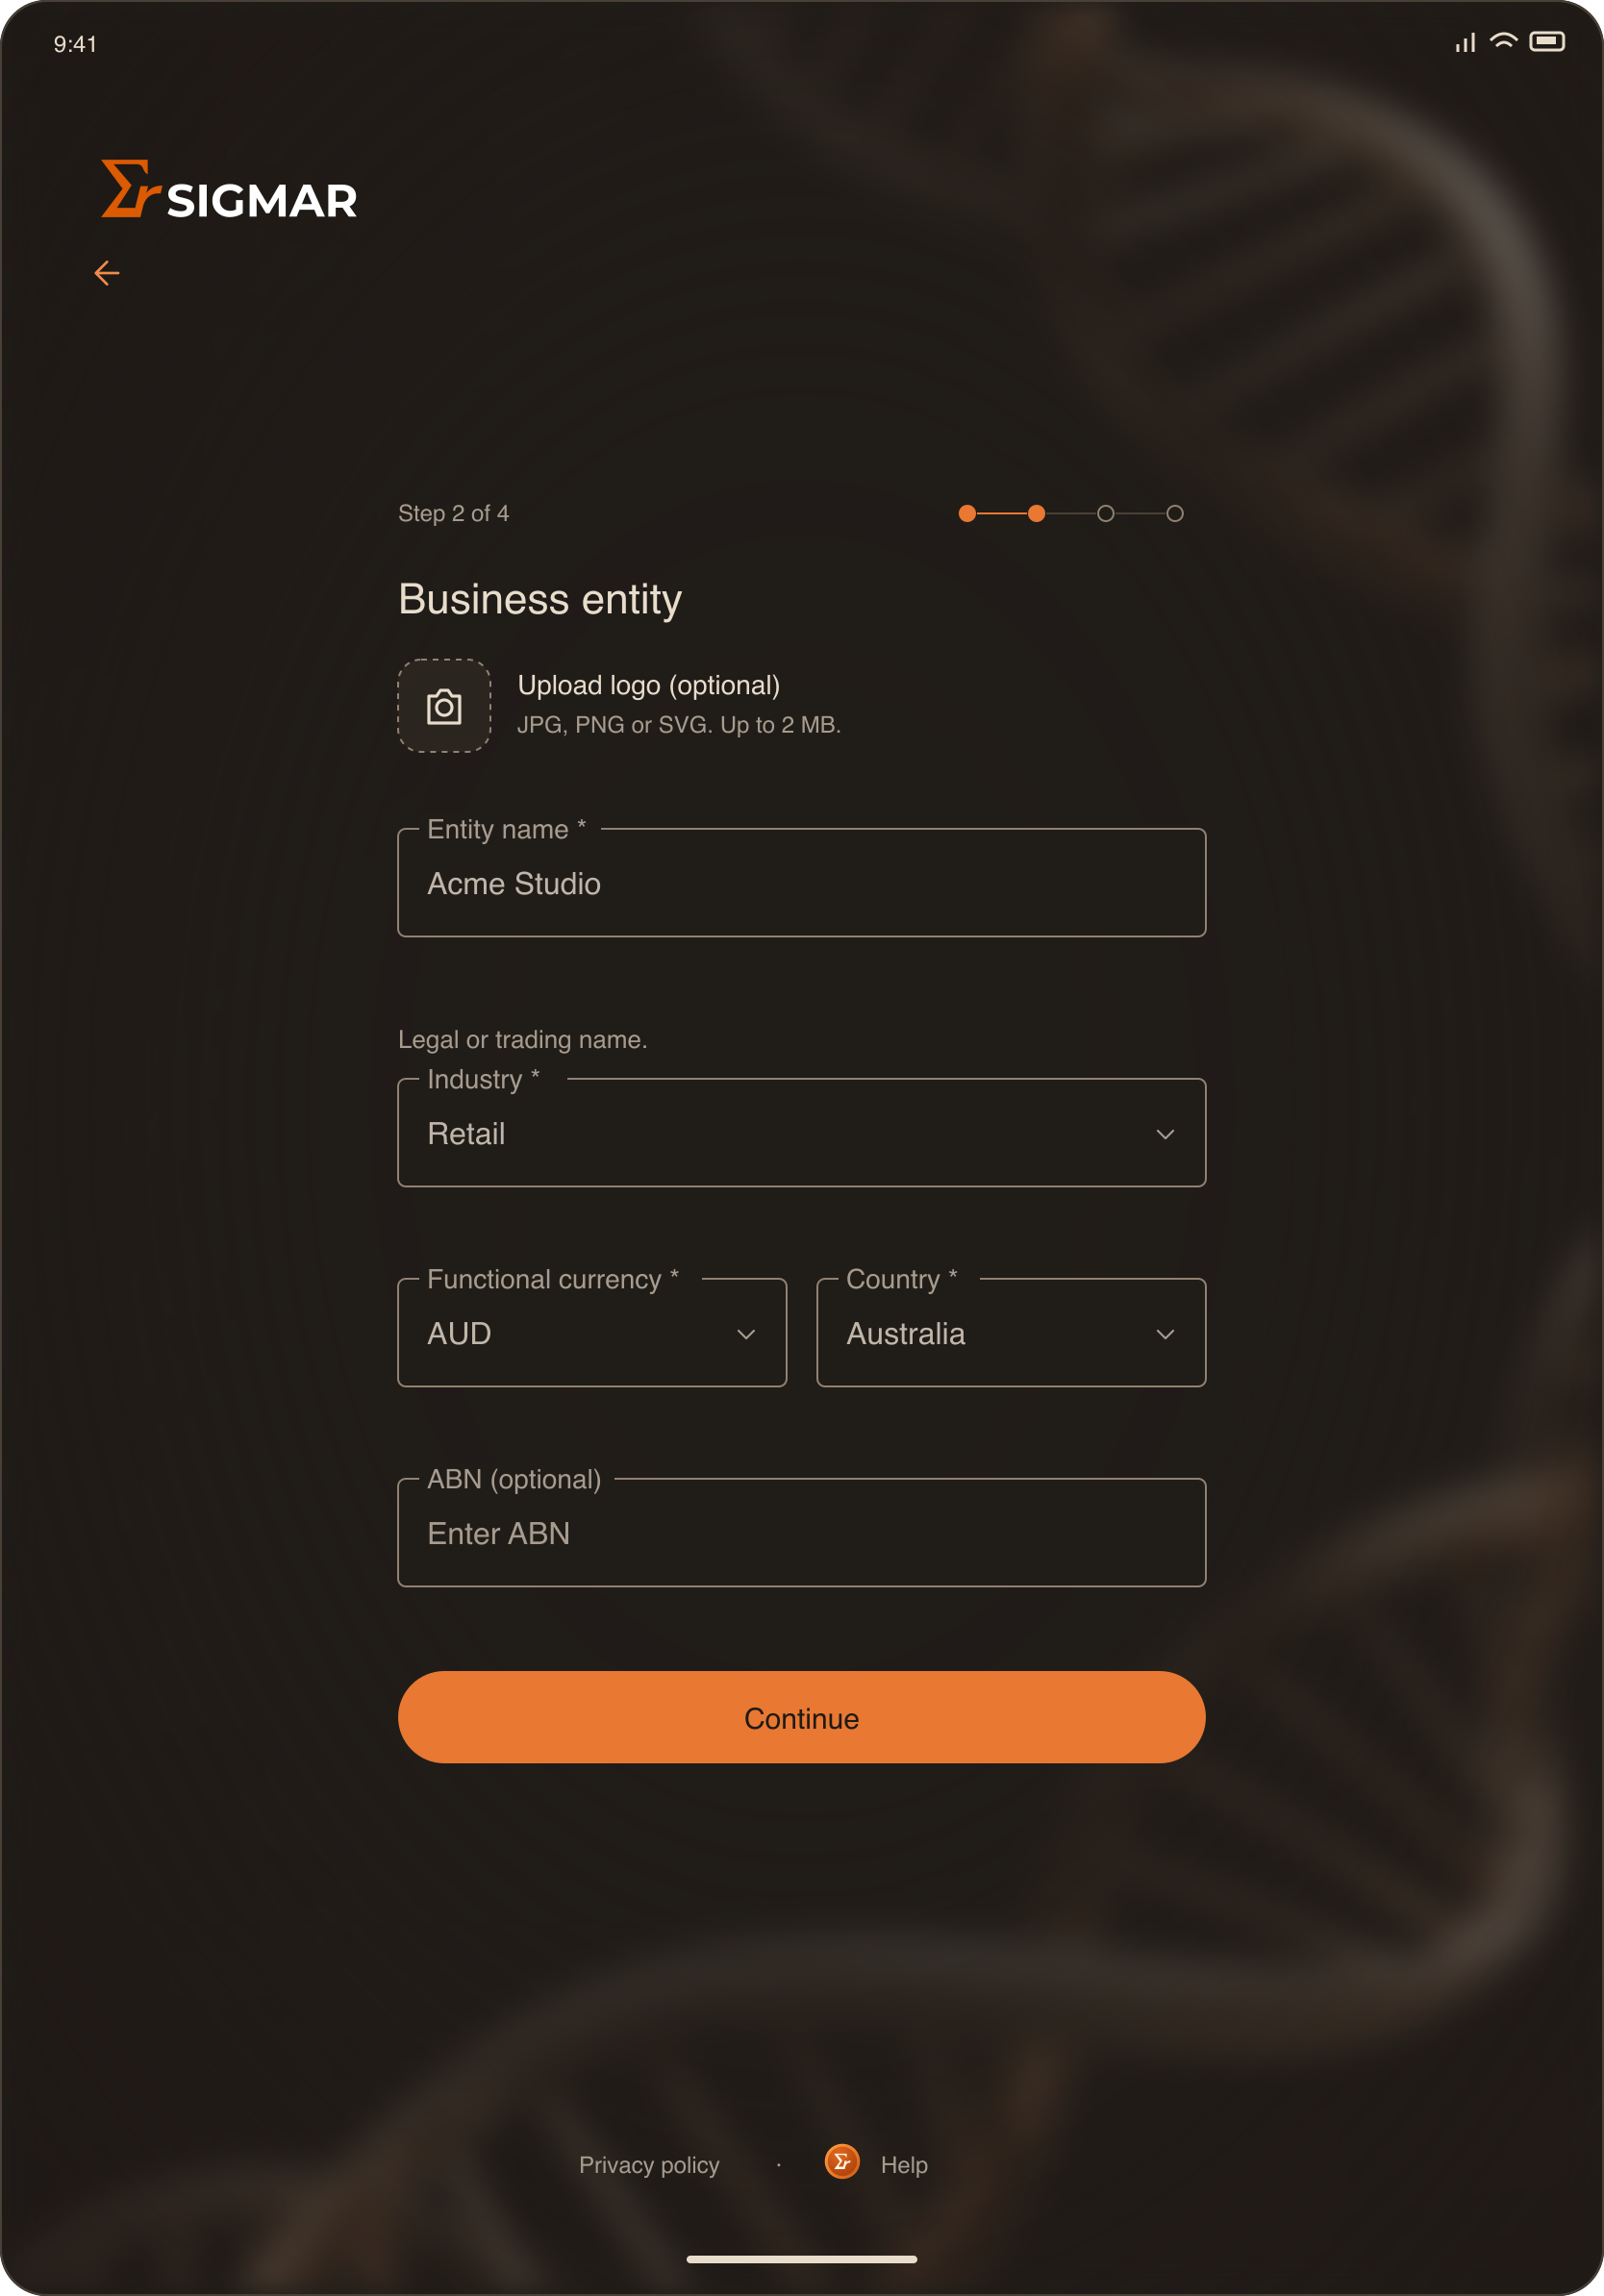 9:41
Σr SIGMAR
Step 2 of 4
Business entity
Upload logo (optional)
JPG, PNG or SVG. Up to 2 MB.
Entity name *
Acme Studio
Legal or trading name.
Industry *
Retail
Functional currency * Country *
AUD Australia
ABN (optional)
Enter ABN
Continue
Privacy policy · Σr Help